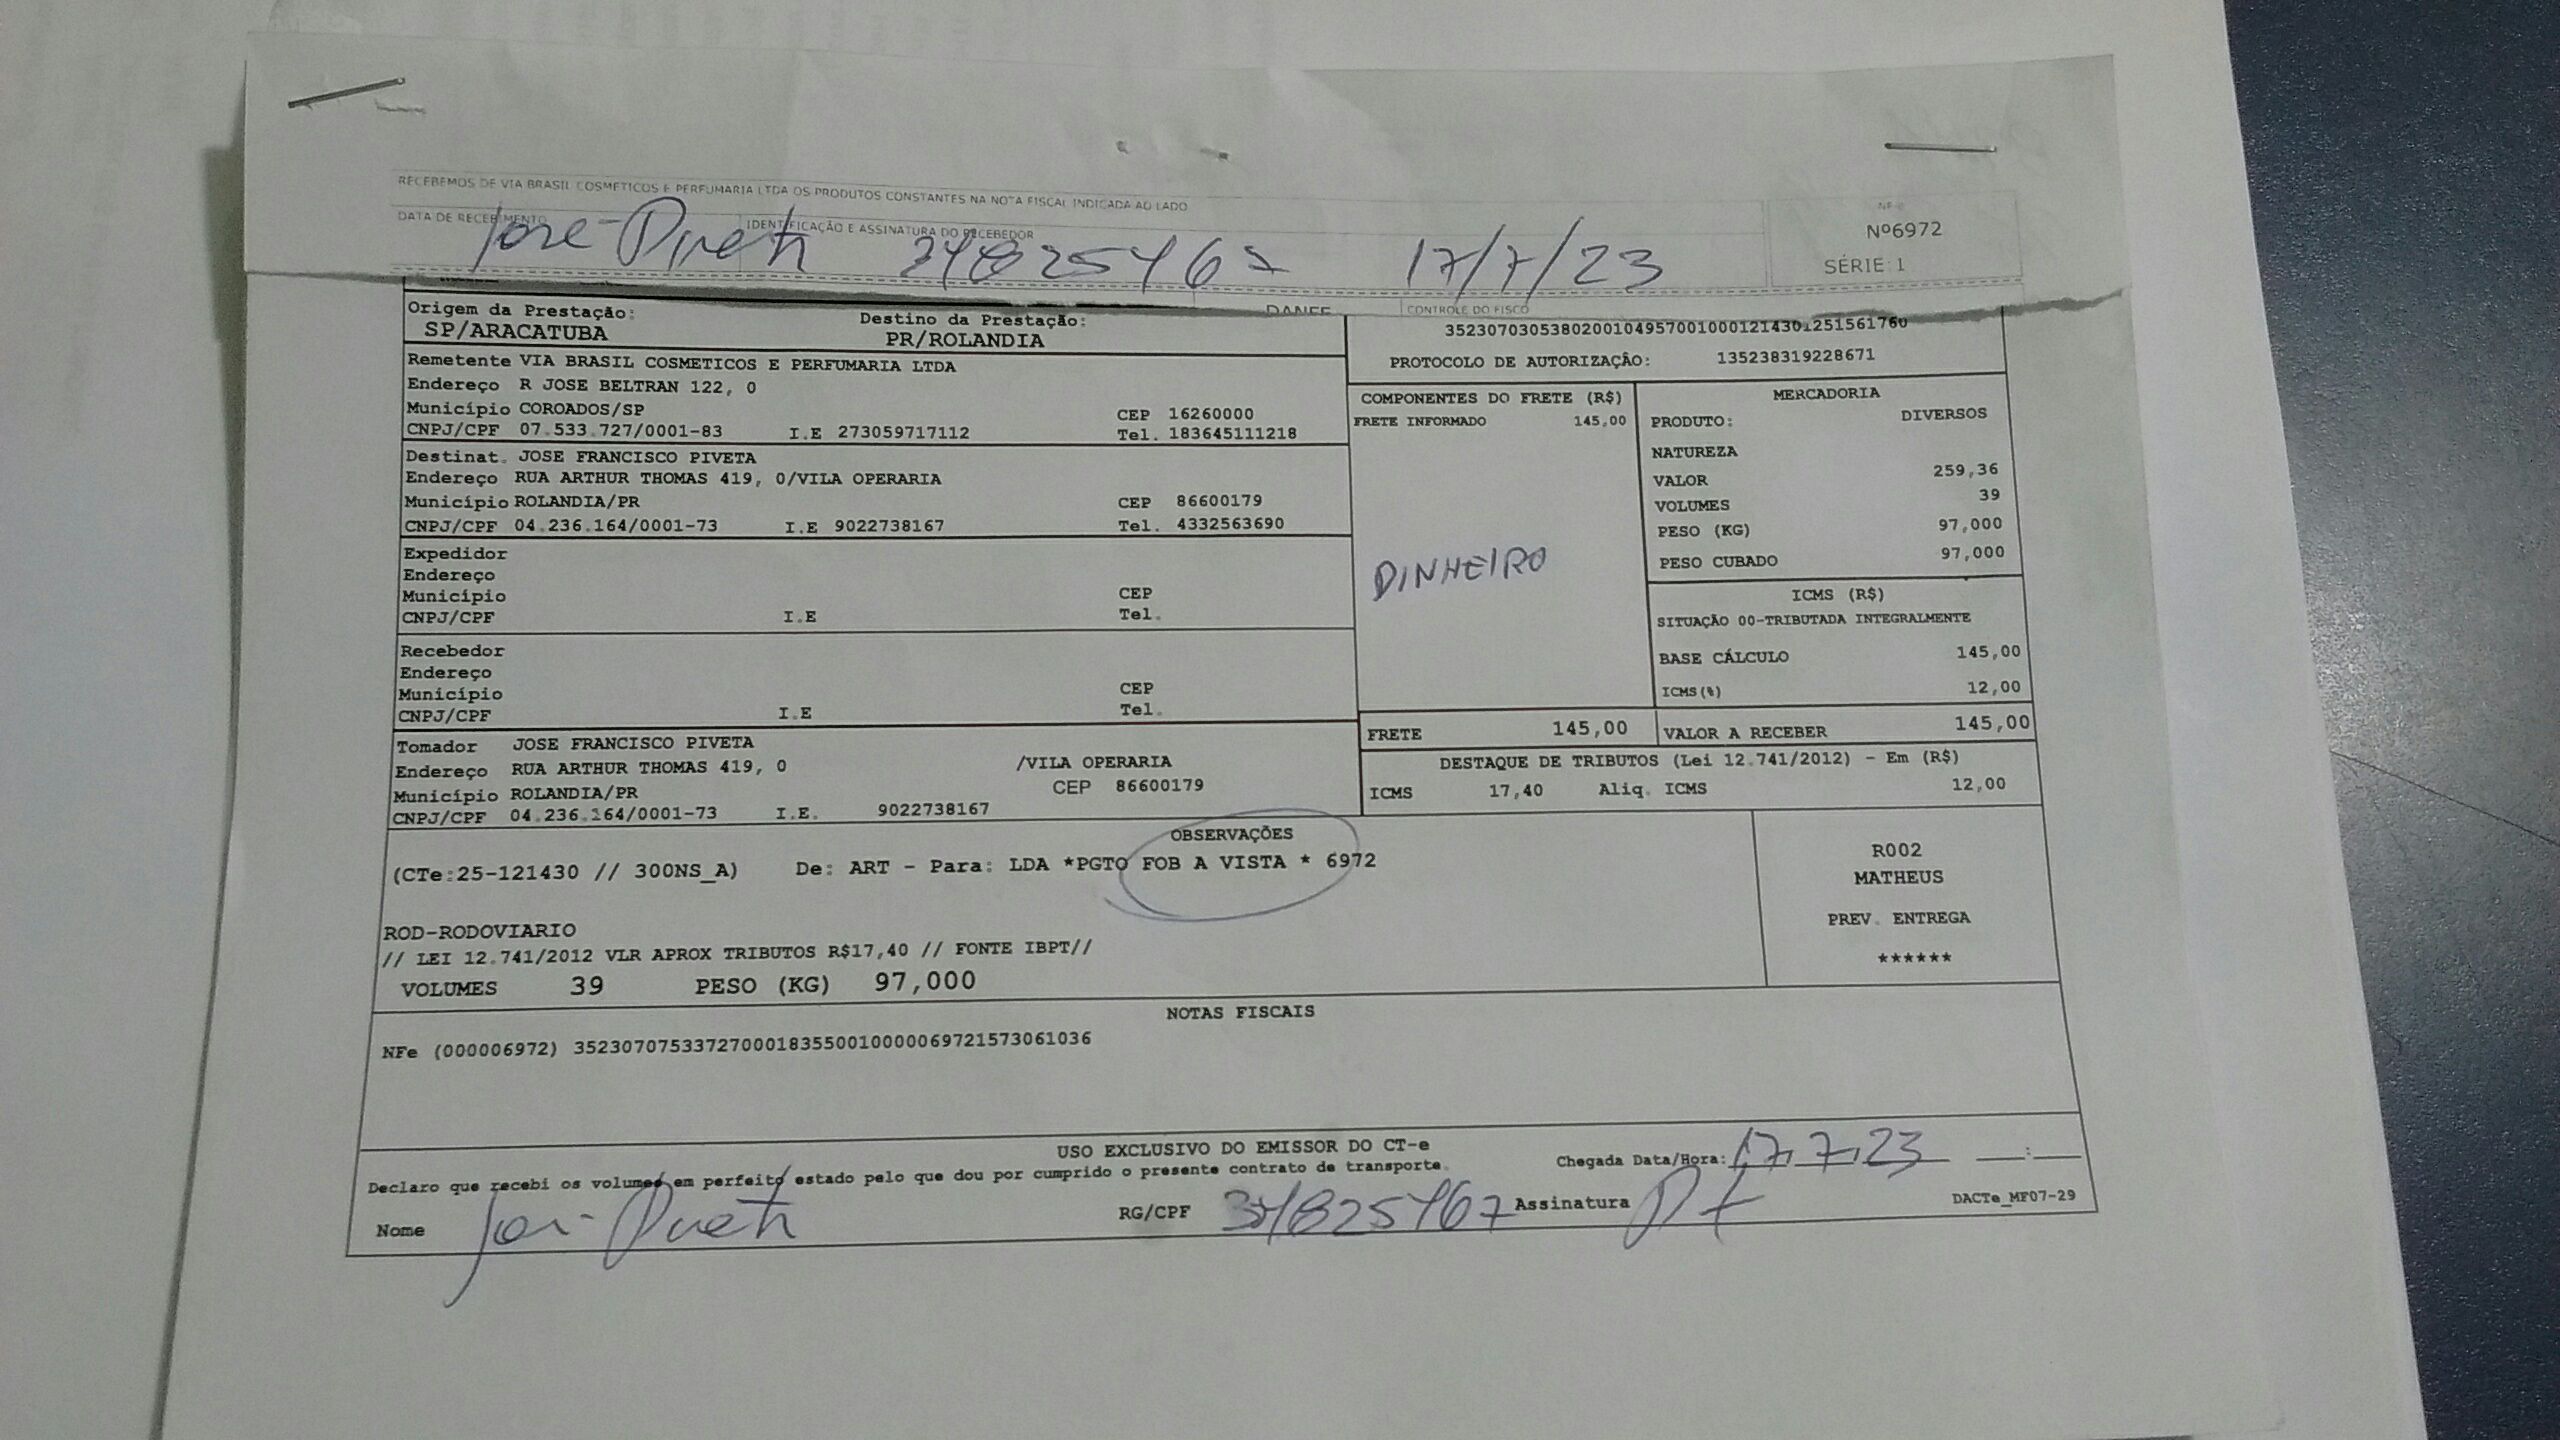 RECEBEMOS DE VIA BRASIL COSMETICOS E PERFUMARIA LTDA OS PRODUTOS CONSTANTES NA NOTA FISCAL INDICADA AO LADO
DATA DE RECEBIMENTO IDENTIFICAÇÃO E ASSINATURA DO RECEBEDOR
17/7/23
NF-e
Nº6972
SÉRIE:1
DANFE CONTROLE DO FISCO
Origem da Prestação: Destino da Prestação:
SP/ARACATUBA PR/ROLANDIA
35230703053802001049570010001214301251561760
PROTOCOLO DE AUTORIZAÇÃO: 135238319228671
Remetente VIA BRASIL COSMETICOS E PERFUMARIA LTDA
Endereço R JOSE BELTRAN 122, 0
Município COROADOS/SP CEP 16260000
CNPJ/CPF 07.533.727/0001-83 I.E 273059717112 Tel. 183645111218
Destinat. JOSE FRANCISCO PIVETA
Endereço RUA ARTHUR THOMAS 419, 0/VILA OPERARIA
Município ROLANDIA/PR CEP 86600179
CNPJ/CPF 04.236.164/0001-73 I.E 9022738167 Tel. 4332563690
Expedidor
Endereço
Município CEP
CNPJ/CPF I.E Tel.
Recebedor
Endereço
Município CEP
CNPJ/CPF I.E Tel.
Tomador JOSE FRANCISCO PIVETA
Endereço RUA ARTHUR THOMAS 419, 0 /VILA OPERARIA
Município ROLANDIA/PR CEP 86600179
CNPJ/CPF 04.236.164/0001-73 I.E. 9022738167
COMPONENTES DO FRETE (R$)
FRETE INFORMADO 145,00
DINHEIRO
MERCADORIA
PRODUTO: DIVERSOS
NATUREZA
VALOR 259,36
VOLUMES 39
PESO (KG) 97,000
PESO CUBADO 97,000
ICMS (R$)
SITUAÇÃO 00-TRIBUTADA INTEGRALMENTE
BASE CÁLCULO 145,00
ICMS(%) 12,00
FRETE 145,00 VALOR A RECEBER 145,00
DESTAQUE DE TRIBUTOS (Lei 12.741/2012) - Em (R$)
ICMS 17,40 Aliq. ICMS 12,00
OBSERVAÇÕES
(CTe:25-121430 // 300NS_A) De: ART - Para: LDA *PGTO FOB A VISTA * 6972
ROD-RODOVIARIO
// LEI 12.741/2012 VLR APROX TRIBUTOS R$17,40 // FONTE IBPT//
VOLUMES 39 PESO (KG) 97,000
R002
MATHEUS
PREV. ENTREGA
******
NOTAS FISCAIS
NFe (000006972) 35230707533727000183550010000069721573061036
USO EXCLUSIVO DO EMISSOR DO CT-e
Declaro que recebi os volumes em perfeito estado pelo que dou por cumprido o presente contrato de transporte.
Chegada Data/Hora: 17,7,23 __:__
Nome RG/CPF 348254767 Assinatura
DACTe_MF07-29